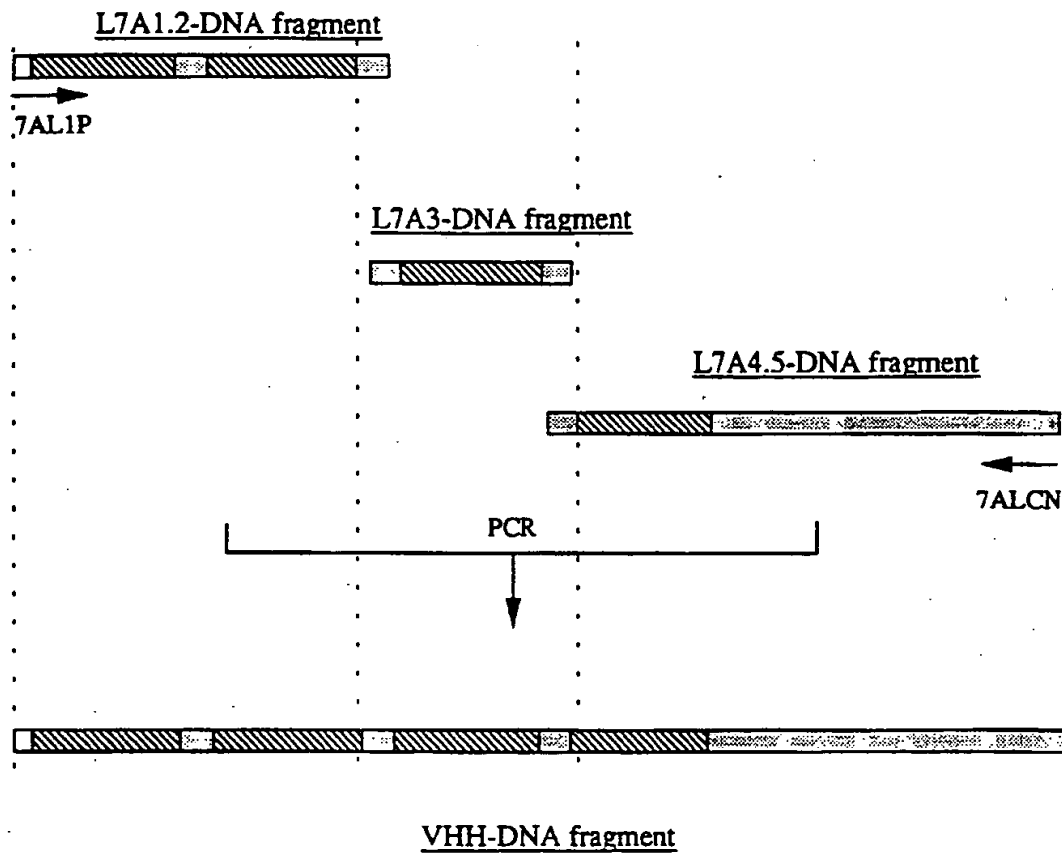 L7A1.2-DNA fragment
7AL1P
L7A3-DNA fragment
L7A4.5-DNA fragment
7ALCN
PCR
VHH-DNA fragment